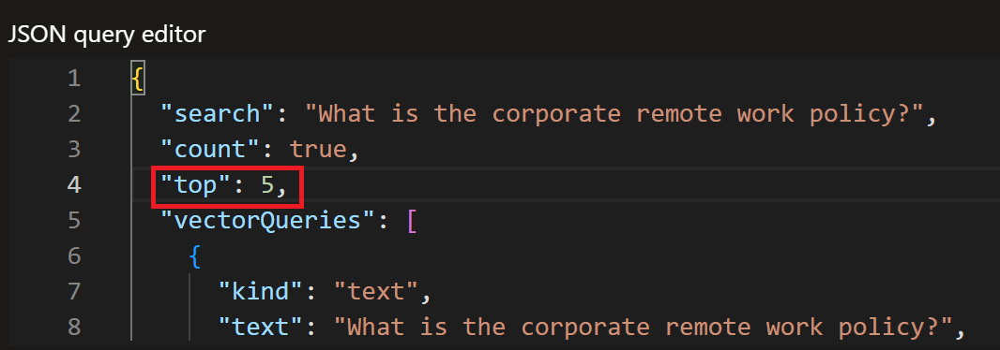 JSON query editor
1 {
2 "search": "What is the corporate remote work policy?",
3 "count": true,
4 "top": 5,
5 "vectorQueries": [
6 {
7 "kind": "text",
8 "text": "What is the corporate remote work policy?",